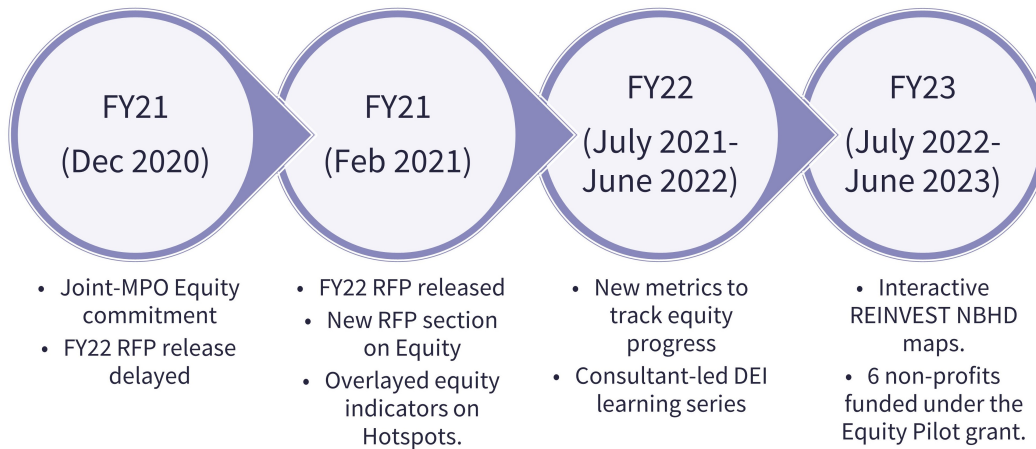 FY21
(Dec 2020)
• Joint-MPO Equity
commitment
• FY22 RFP release
delayed
FY21
(Feb 2021)
• FY22 RFP released
• New RFP section
on Equity
• Overlayed equity
indicators on
Hotspots.
FY22
(July 2021-
June 2022)
• New metrics to
track equity
progress
• Consultant-led DEI
learning series
FY23
(July 2022-
June 2023)
• Interactive
REINVEST NBHD
maps.
• 6 non-profits
funded under the
Equity Pilot grant.